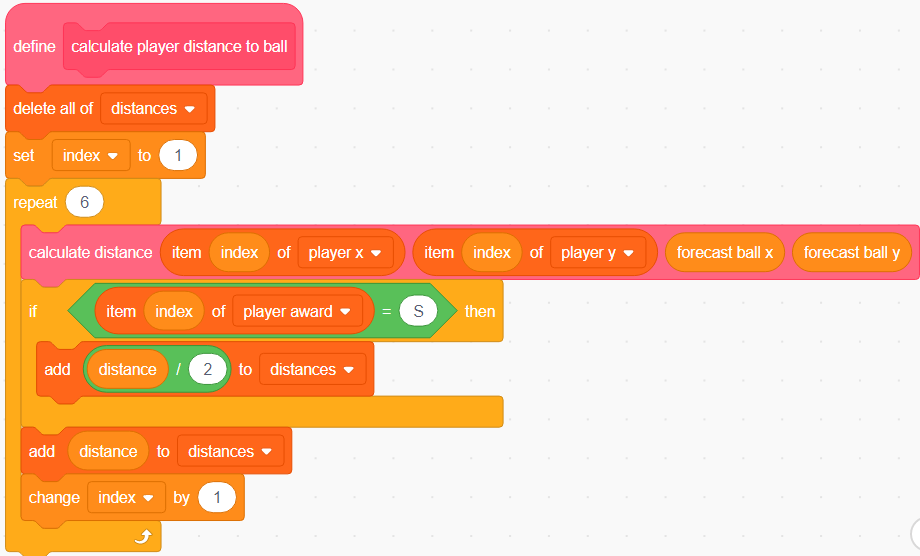 define calculate player distance to ball
delete all of distances
set index to 1
repeat 6
calculate distance item index of player x item index of player y forecast ball x forecast ball y
if item index of player award = S then
add distance / 2 to distances
add distance to distances
change index by 1